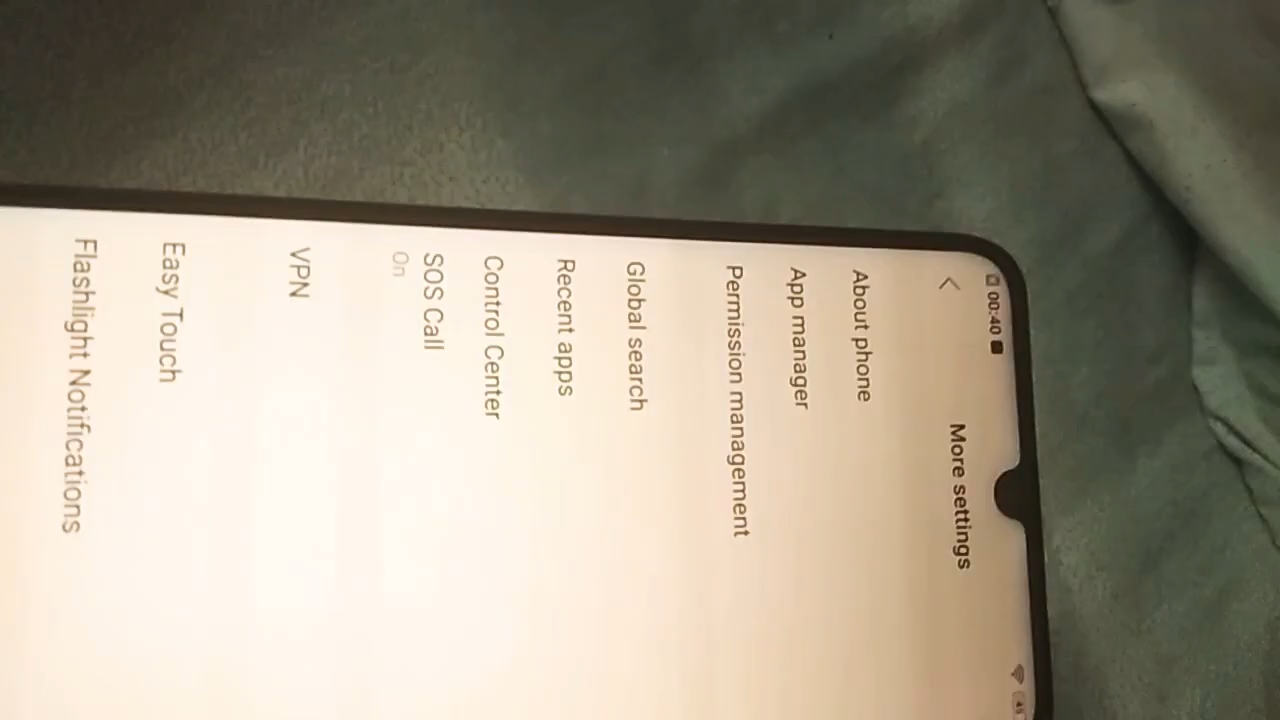 00:40
45
More settings
About phone
App manager
Permission management
Global search
Recent apps
Control Center
SOS Call
On
VPN
Easy Touch
Flashlight Notifications